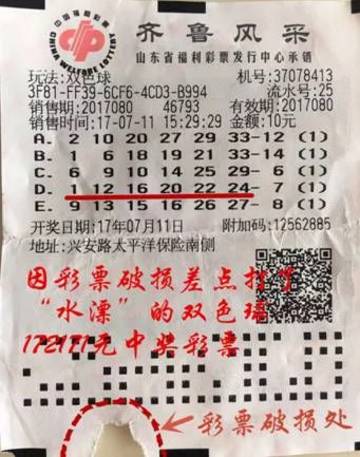 中国福利彩票
CHINA WELFARE LOTTERY
齐鲁风采
山东省福利彩票发行中心承销
玩法:双色球 机号:37078413
3F81-FF39-6CF6-4CD3-B994 流水号:25
销售期:2017080 46793 有效期:2017080
销售时间:17-07-11 15:29:29 金额:10元
A. 2 10 20 27 29 33-12 (1)
B. 1 6 18 19 21 33-14 (1)
C. 6 9 10 14 25 29- 6 (1)
D. 1 12 16 20 22 24- 7 (1)
E. 9 13 15 16 26 27- 8 (1)
开奖日期:17年07月11日 附加码:12562885
地址:兴安路太平洋保险南侧
因彩票破损差点打了
“水漂”的双色球
172171元中奖彩票
彩票破损处